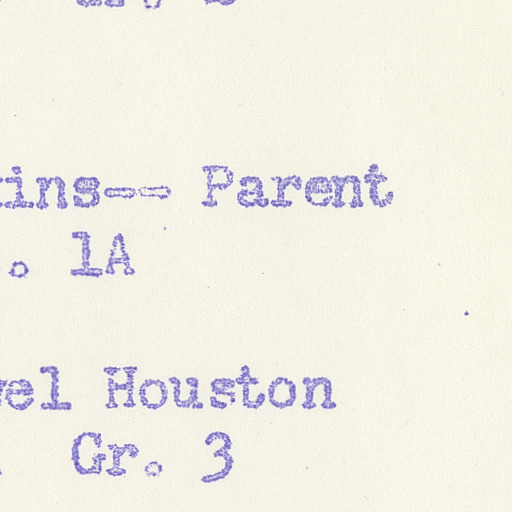 ins-- Parent
. 1A
el Houston
Gr. 3